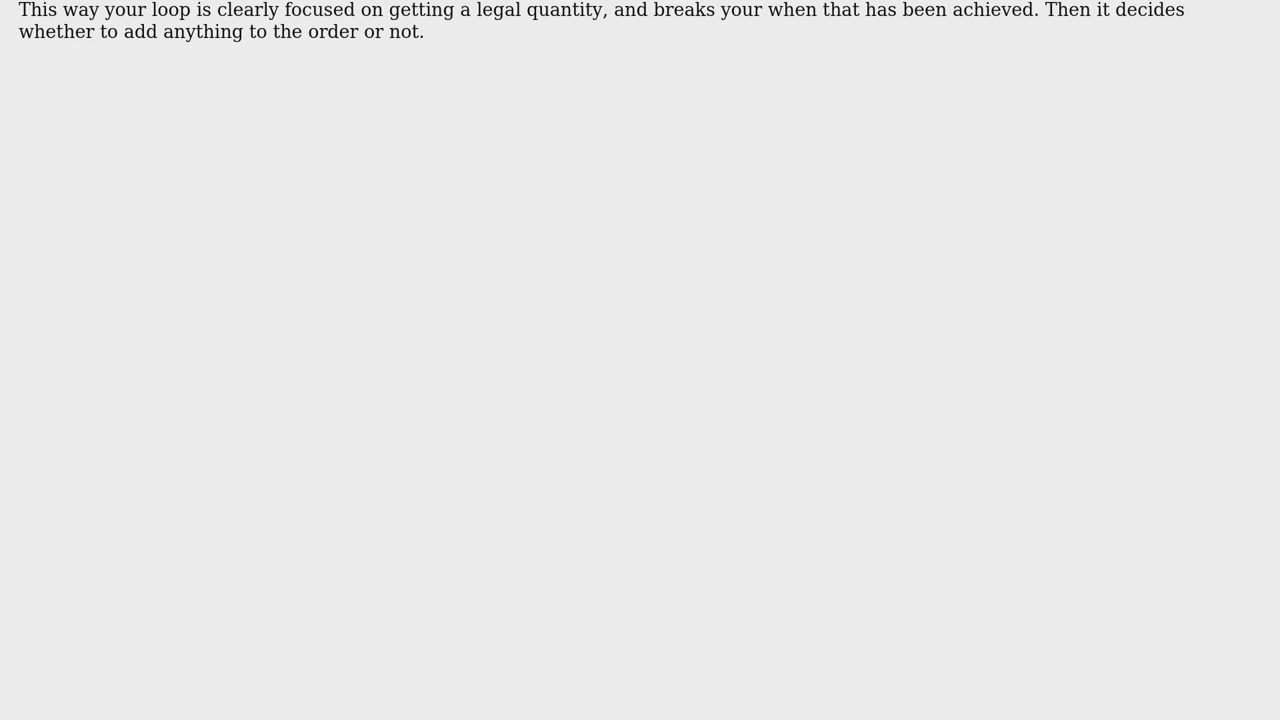 This way your loop is clearly focused on getting a legal quantity, and breaks your when that has been achieved. Then it decides
whether to add anything to the order or not.